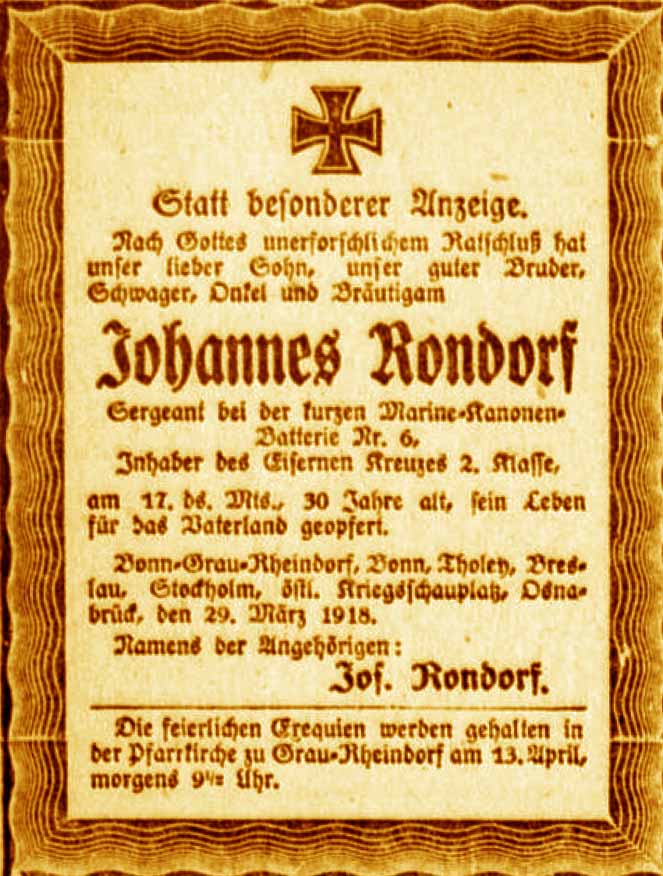 Statt besonderer Anzeige.
Nach Gottes unerforschlichem Ratschluß hat
unser lieber Sohn, unser guter Bruder,
Schwager, Onkel und Bräutigam
Johannes Rondorf
Sergeant bei der kurzen Marine-Kanonen-
Batterie Nr. 6,
Inhaber des Eisernen Kreuzes 2. Klasse,
am 17. ds. Mts., 30 Jahre alt, sein Leben
für das Vaterland geopfert.
Bonn-Grau-Rheindorf, Bonn, Tholey, Bres-
lau, Stockholm, östl. Kriegsschauplatz, Osna-
brück, den 29. März 1918.
Namens der Angehörigen:
Jos. Rondorf.
Die feierlichen Exequien werden gehalten in
der Pfarrkirche zu Grau-Rheindorf am 13. April,
morgens 9½ Uhr.